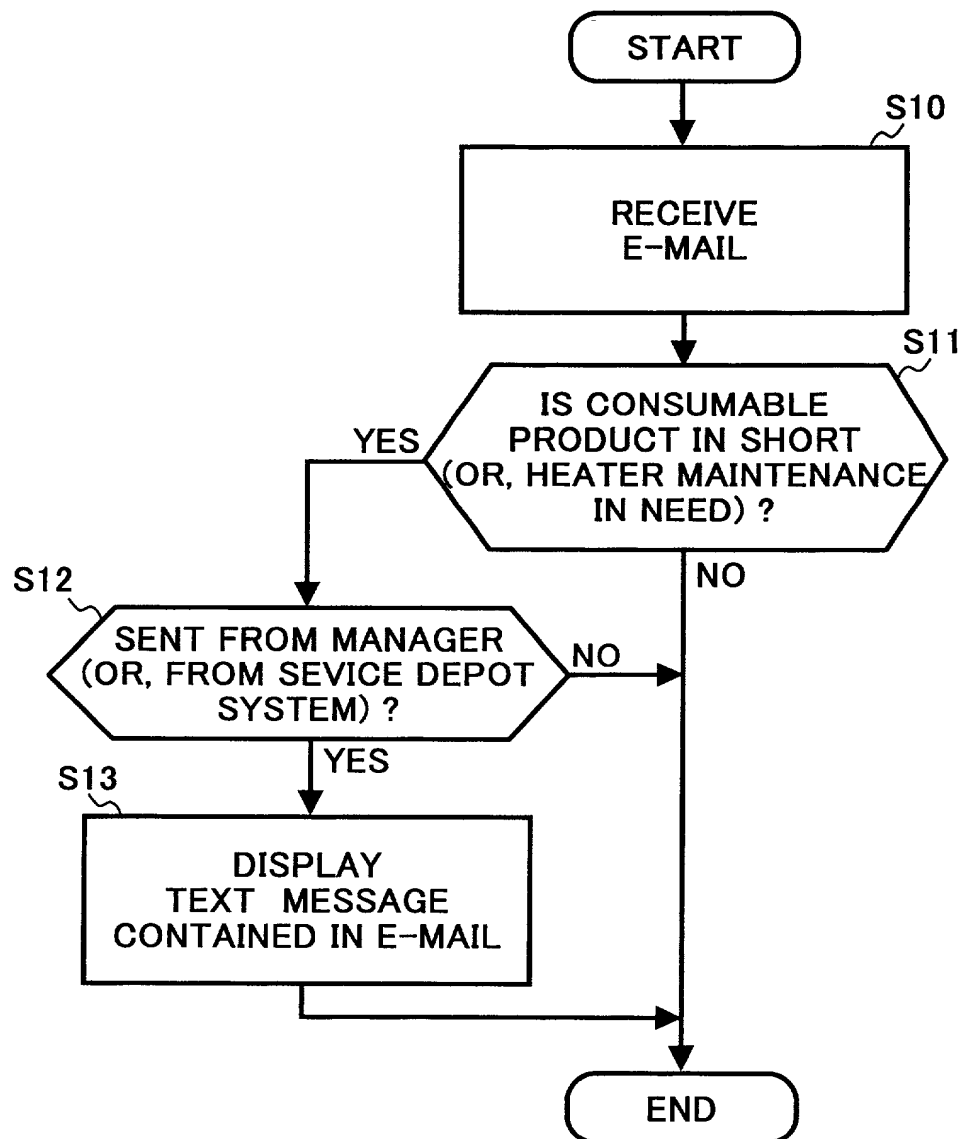 START
S10
RECEIVE
E-MAIL
S11
IS CONSUMABLE
PRODUCT IN SHORT
(OR, HEATER MAINTENANCE
IN NEED) ?
YES
NO
S12
SENT FROM MANAGER
(OR, FROM SEVICE DEPOT
SYSTEM) ?
NO
YES
S13
DISPLAY
TEXT MESSAGE
CONTAINED IN E-MAIL
END